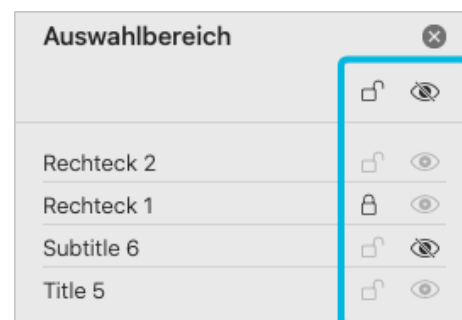 Auswahlbereich
Rechteck 2
Rechteck 1
Subtitle 6
Title 5